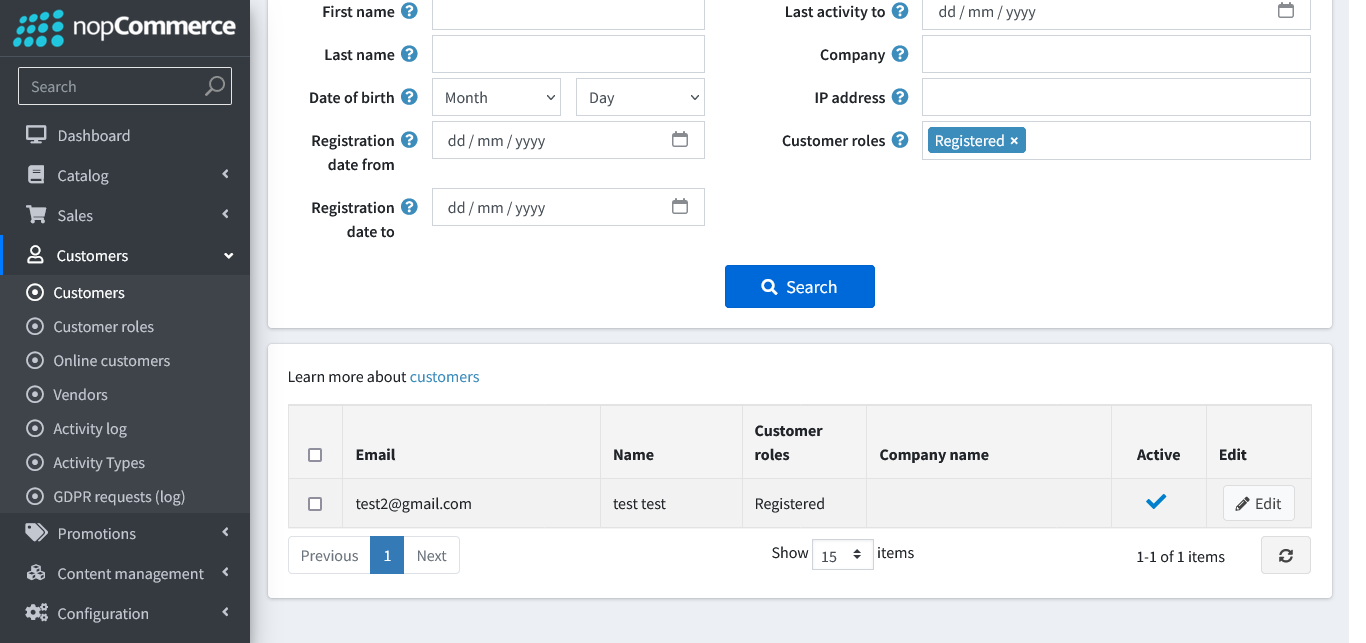 nopCommerce
Search
Dashboard
Catalog
Sales
Customers
Customers
Customer roles
Online customers
Vendors
Activity log
Activity Types
GDPR requests (log)
Promotions
Content management
Configuration
First name ?
Last activity to ? dd / mm / yyyy
Last name ?
Company ?
Date of birth ? Month Day
IP address ?
Registration ? dd / mm / yyyy
date from
Customer roles ? Registered ×
Registration ? dd / mm / yyyy
date to
Search
Learn more about customers
Email Name Customer roles Company name Active Edit
test2@gmail.com test test Registered Edit
Previous 1 Next
Show 15 items
1-1 of 1 items